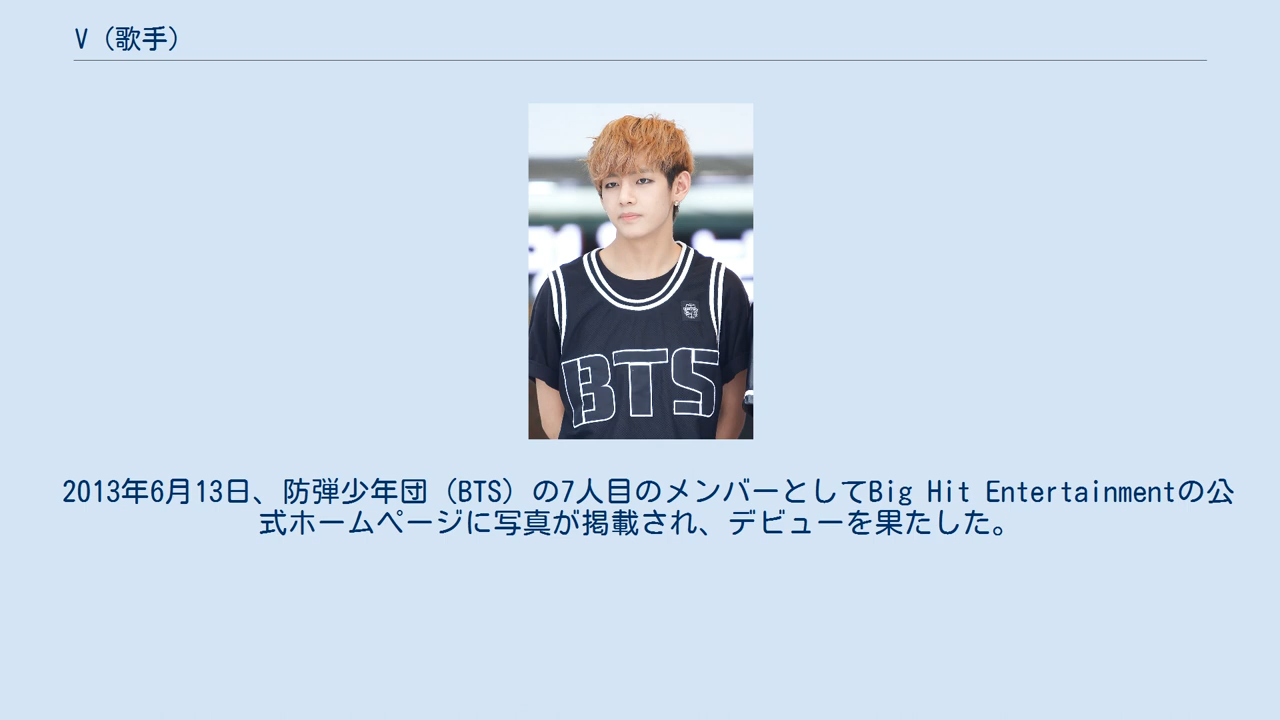 V（歌手）
BTS
2013年6月13日、防弾少年団（BTS）の7人目のメンバーとしてBig Hit Entertainmentの公
式ホームページに写真が掲載され、デビューを果たした。